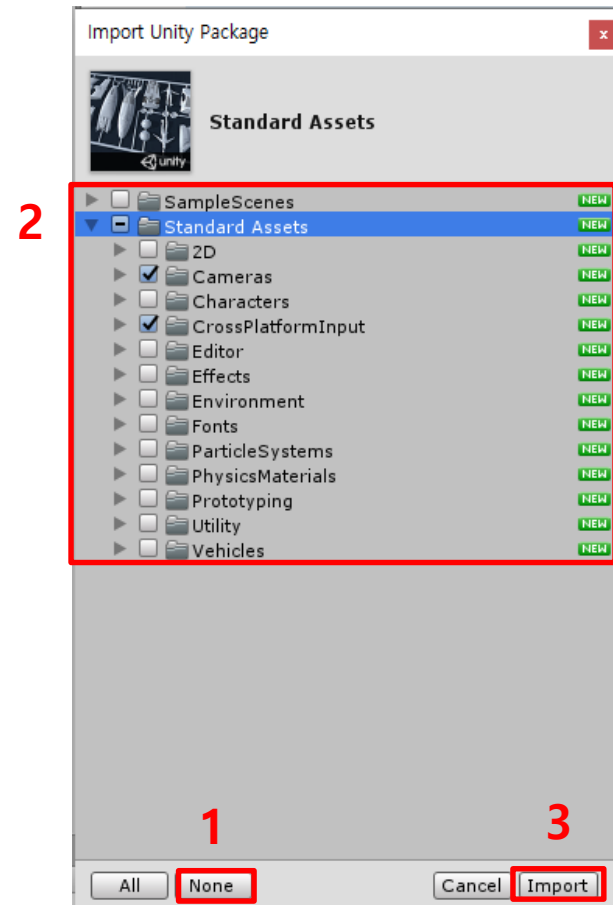 Import Unity Package
x
unity
Standard Assets
2
SampleScenes NEW
Standard Assets NEW
2D NEW
Cameras NEW
Characters NEW
CrossPlatformInput NEW
Editor NEW
Effects NEW
Environment NEW
Fonts NEW
ParticleSystems NEW
PhysicsMaterials NEW
Prototyping NEW
Utility NEW
Vehicles NEW
1 3
All None Cancel Import